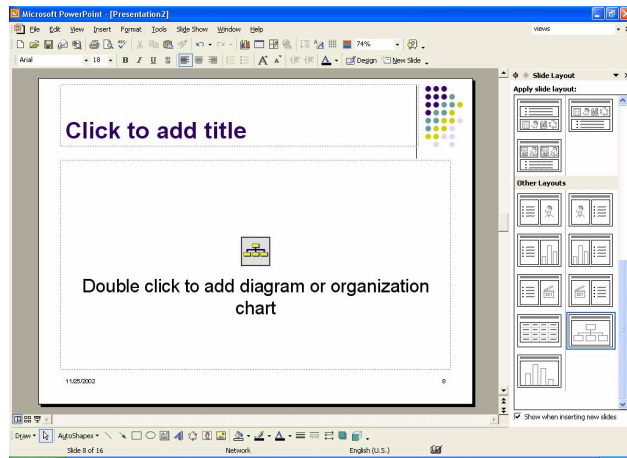 Microsoft PowerPoint - [Presentation2]
File Edit View Insert Format Tools Slide Show Window Help
views
74%
Arial 18 B I U S A A A Design New Slide
Slide Layout
Apply slide layout:
Other Layouts
Click to add title
Double click to add diagram or organization
chart
11/25/2002 8
Show when inserting new slides
Draw AutoShapes A
Slide 8 of 16 Network English (U.S.)